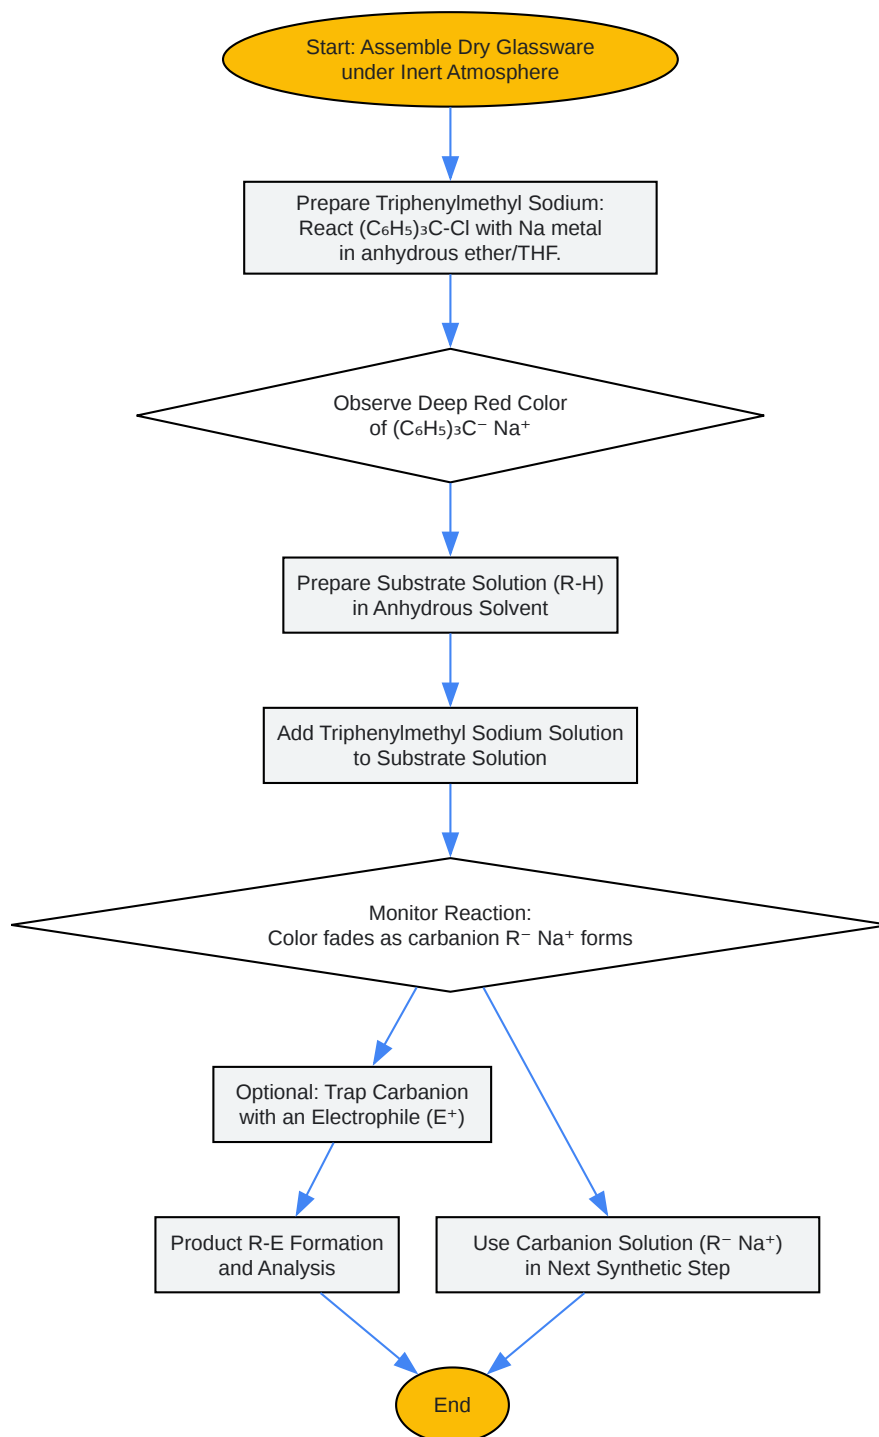 Start: Assemble Dry Glassware
under Inert Atmosphere
Prepare Triphenylmethyl Sodium:
React (C₆H₅)₃C-Cl with Na metal
in anhydrous ether/THF.
Observe Deep Red Color
of (C₆H₅)₃C⁻ Na⁺
Prepare Substrate Solution (R-H)
in Anhydrous Solvent
Add Triphenylmethyl Sodium Solution
to Substrate Solution
Monitor Reaction:
Color fades as carbanion R⁻ Na⁺ forms
Optional: Trap Carbanion
with an Electrophile (E⁺)
Product R-E Formation
and Analysis
Use Carbanion Solution (R⁻ Na⁺)
in Next Synthetic Step
End